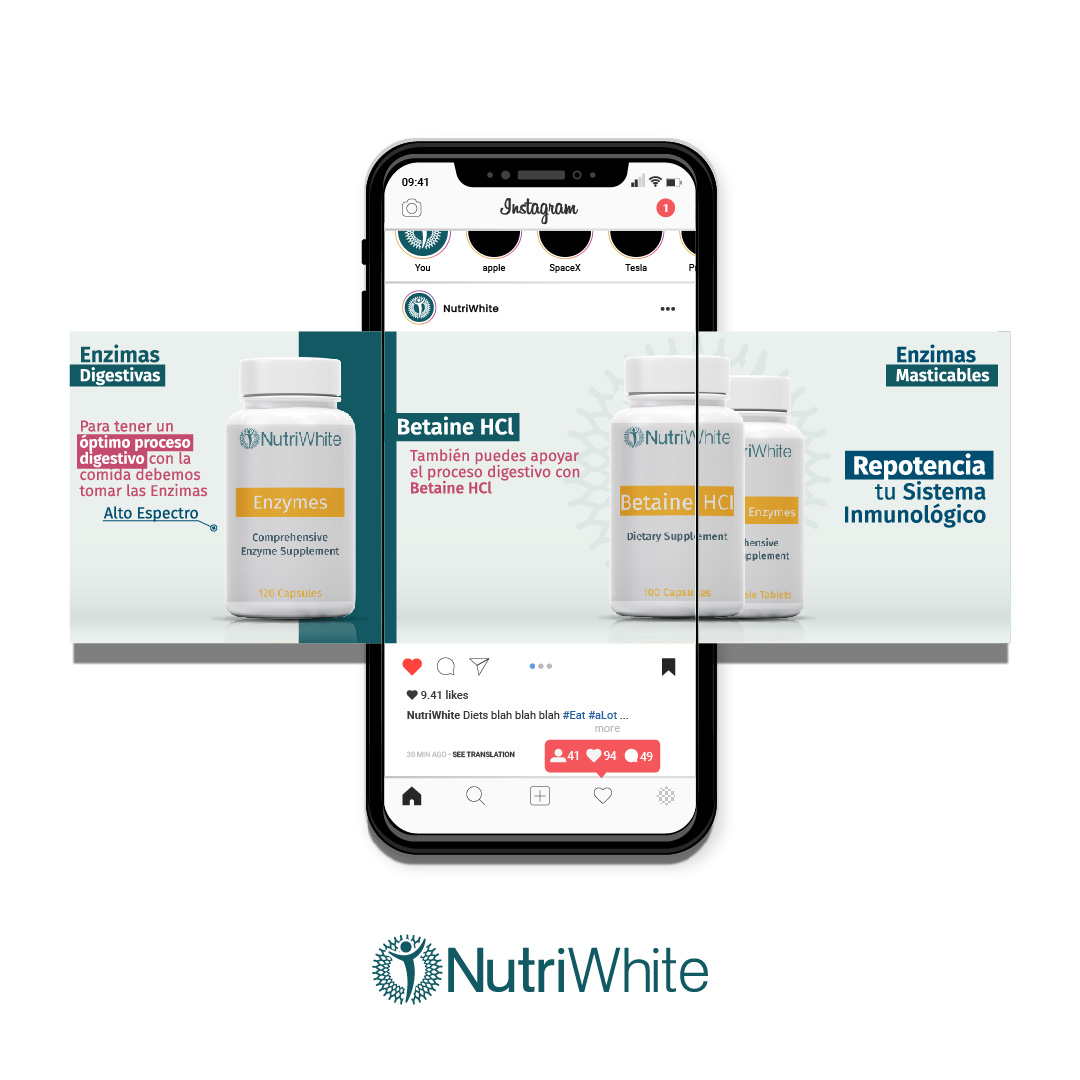 09:41
Instagram
1
You
apple
SpaceX
Tesla
NutriWhite
Enzimas
Digestivas
Para tener un
óptimo proceso
digestivo con la
comida debemos
tomar las Enzimas
Alto Espectro
NutriWhite
Enzymes
Comprehensive
Enzyme Supplement
120 Capsules
Betaine HCl
También puedes apoyar
el proceso digestivo con
Betaine HCl
NutriWhite
Betaine HCl
Dietary Supplement
100 Capsules
riWhite
Enzymes
hensive
upplement
ble Tablets
Enzimas
Masticables
Repotencia
tu Sistema
Inmunológico
9.41 likes
NutriWhite Diets blah blah blah #Eat #aLot ...
more
30 MIN AGO • SEE TRANSLATION
41 94 49
NutriWhite